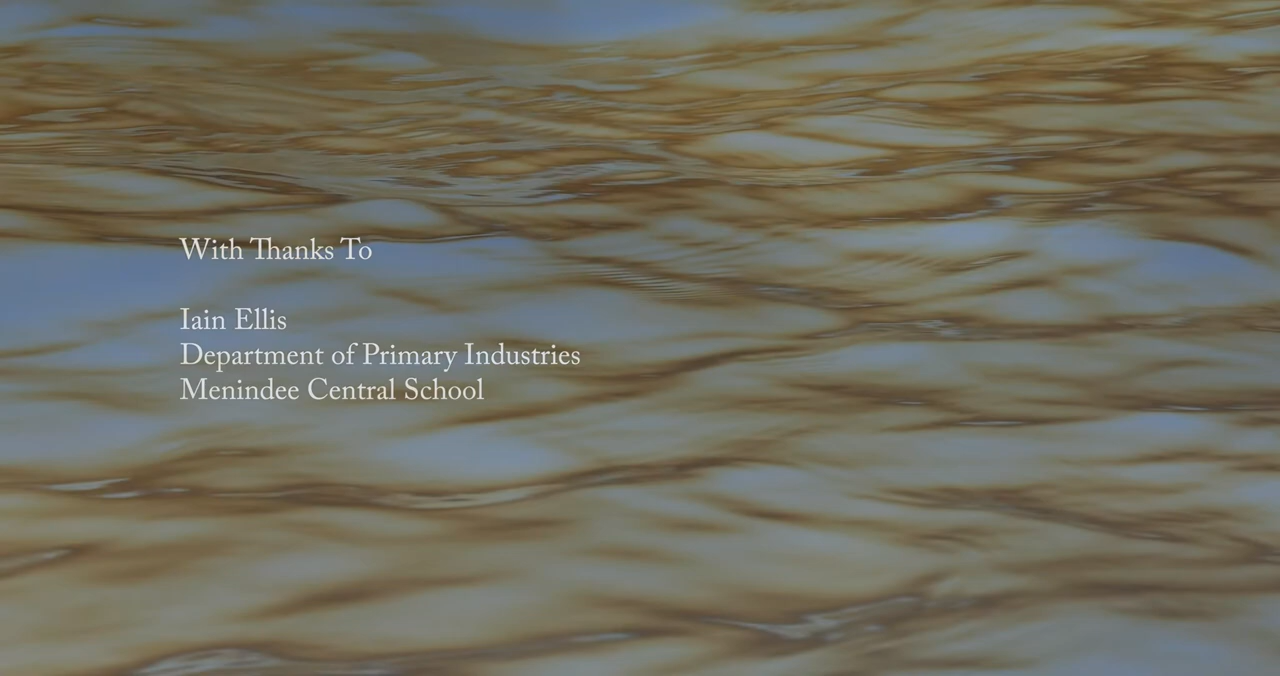 With Thanks To
Iain Ellis
Department of Primary Industries
Menindee Central School